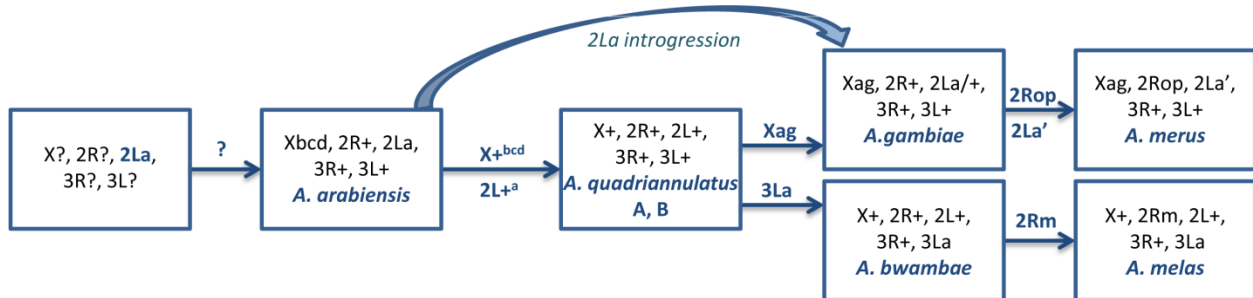 2La introgression
X?, 2R?, 2La,
3R?, 3L?
?
Xbcd, 2R+, 2La,
3R+, 3L+
A. arabiensis
X+ᵇᶜᵈ
2L+ᵃ
X+, 2R+, 2L+,
3R+, 3L+
A. quadriannulatus
A, B
Xag
3La
Xag, 2R+, 2La/+,
3R+, 3L+
A.gambiae
2Rop
2La’
Xag, 2Rop, 2La’,
3R+, 3L+
A. merus
X+, 2R+, 2L+,
3R+, 3La
A. bwambae
2Rm
X+, 2Rm, 2L+,
3R+, 3La
A. melas